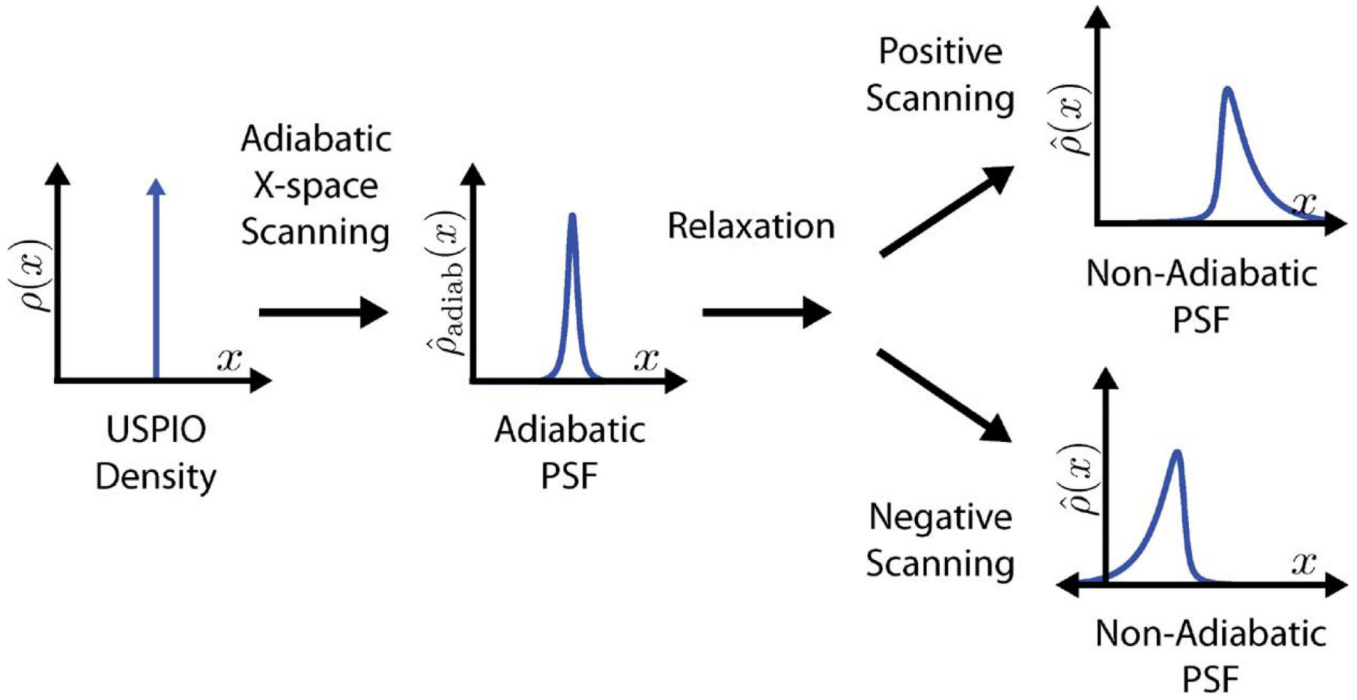 ρ(x)
x
USPIO
Density
Adiabatic
X-space
Scanning
ρ̂adiab(x)
x
Adiabatic
PSF
Relaxation
Positive
Scanning
ρ̂(x)
x
Non-Adiabatic
PSF
Negative
Scanning
ρ̂(x)
x
Non-Adiabatic
PSF